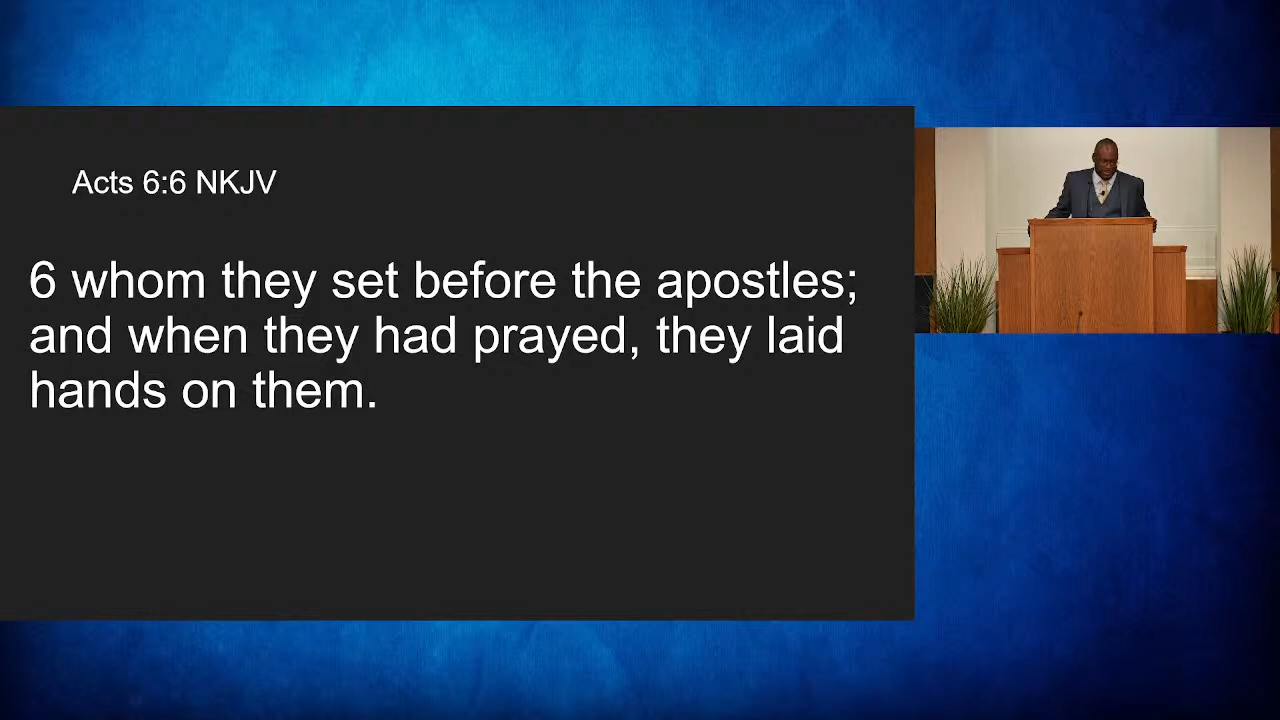 Acts 6:6 NKJV
6 whom they set before the apostles;
and when they had prayed, they laid
hands on them.